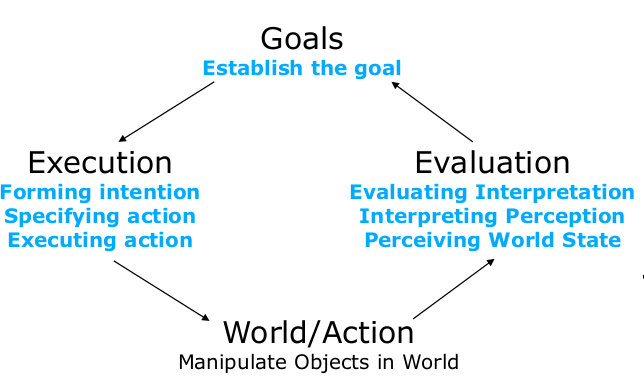 Goals
Establish the goal
Execution
Forming intention
Specifying action
Executing action
Evaluation
Evaluating Interpretation
Interpreting Perception
Perceiving World State
World/Action
Manipulate Objects in World